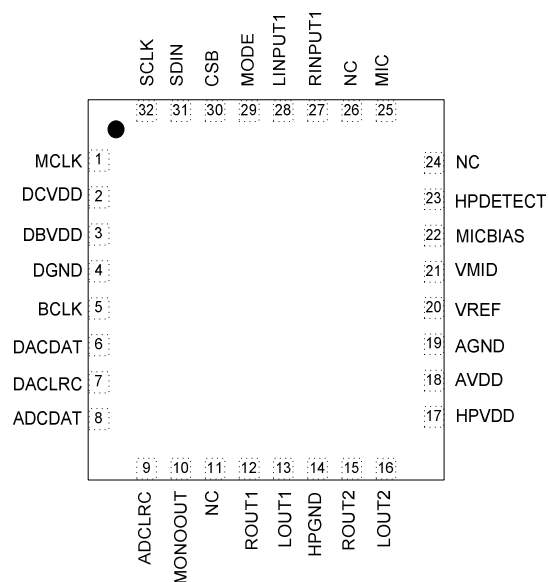 SCLK SDIN CSB MODE LINPUT1 RINPUT1 NC MIC
32 31 30 29 28 27 26 25
MCLK 1
DCVDD 2
DBVDD 3
DGND 4
BCLK 5
DACDAT 6
DACLRC 7
ADCDAT 8
24 NC
23 HPDETECT
22 MICBIAS
21 VMID
20 VREF
19 AGND
18 AVDD
17 HPVDD
9 10 11 12 13 14 15 16
ADCLRC MONOOUT NC ROUT1 LOUT1 HPGND ROUT2 LOUT2